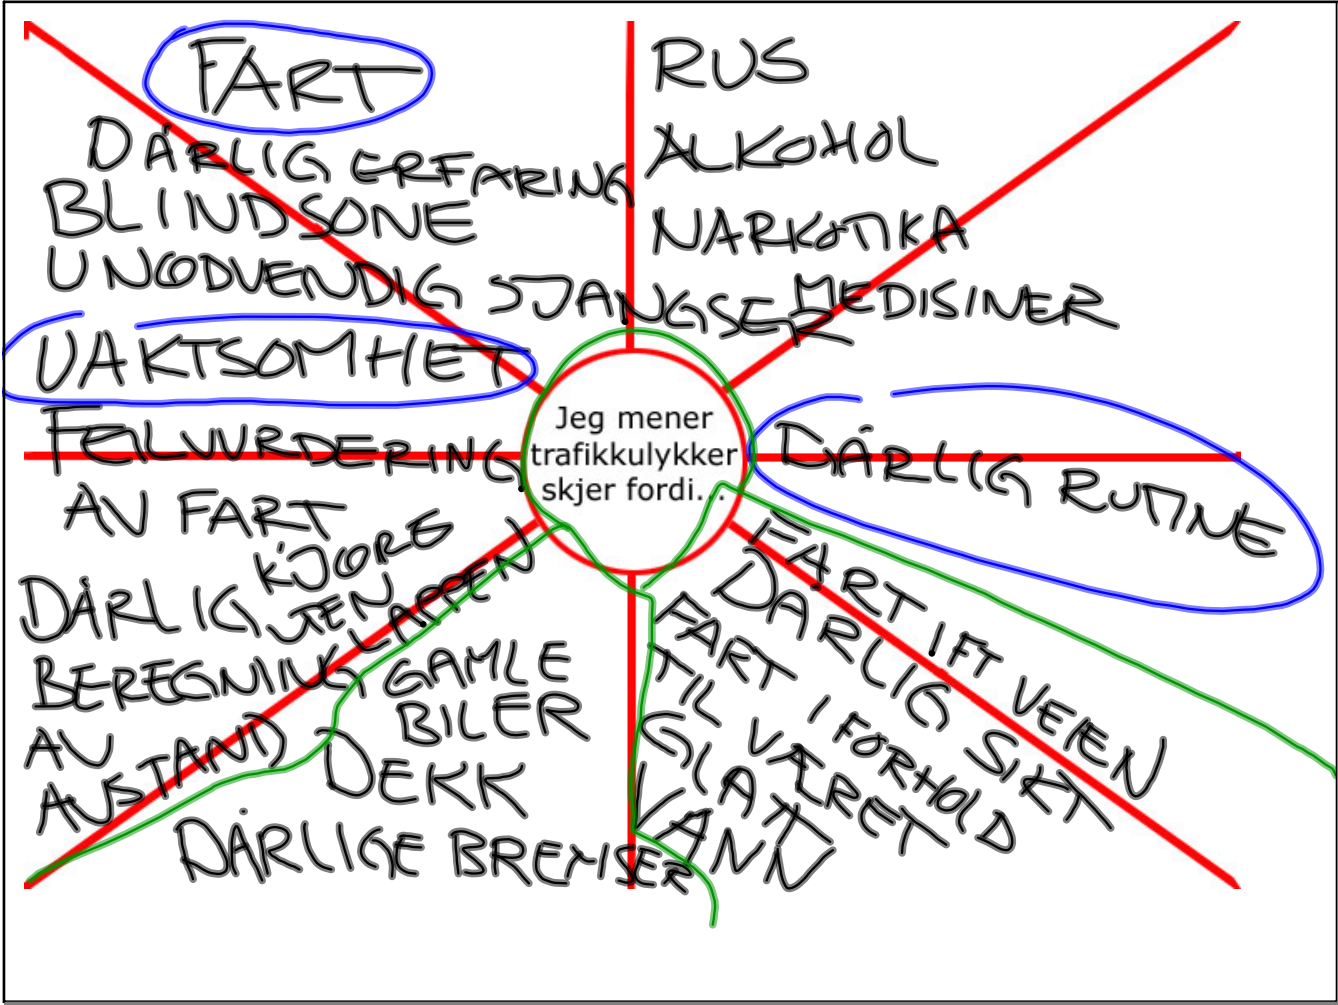 FART
DÅRLIG ERFARING
BLINDSONE
UNØDVENDIG SJANGSER
VAKTSOMHET
FEILVURDERING
AV FART
DÅRLIG
BEREGNING
AV
AVSTAND
KJØRE
UTEN
LAPPEN
RUS
ALKOHOL
NARKOTIKA
MEDISINER
Jeg mener
trafikkulykker
skjer fordi...
DÅRLIG RUTINE
FART IFT VEIEN
DÅRLIG SIKT
FART I FORHOLD
TIL VÆRET
GLATT
VANN
GAMLE
BILER
DEKK
DÅRLIGE BREMSER